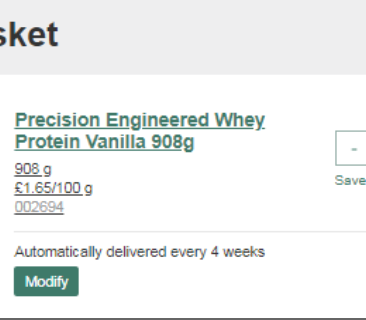 sket
Precision Engineered Whey
Protein Vanilla 908g
908 g
£1.65/100 g
002694
-
Save
Automatically delivered every 4 weeks
Modify